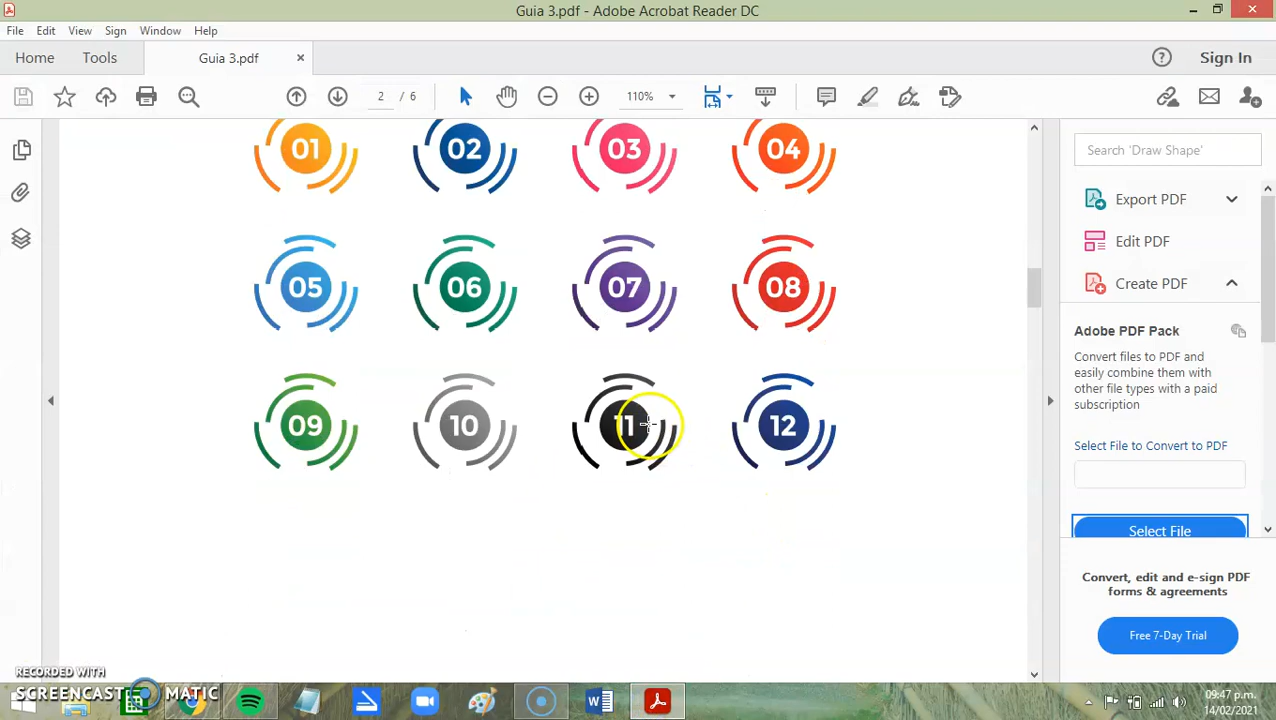 Guia 3.pdf - Adobe Acrobat Reader DC
File Edit View Sign Window Help
Home Tools Guia 3.pdf × ? Sign In
2 / 6 110%
01 02 03 04
05 06 07 08
09 10 11 12
Search 'Draw Shape'
Export PDF
Edit PDF
Create PDF
Adobe PDF Pack
Convert files to PDF and
easily combine them with
other file types with a paid
subscription
Select File to Convert to PDF
Select File
Convert, edit and e-sign PDF
forms & agreements
Free 7-Day Trial
RECORDED WITH
SCREENCAST MATIC
09:47 p.m.
14/02/2021